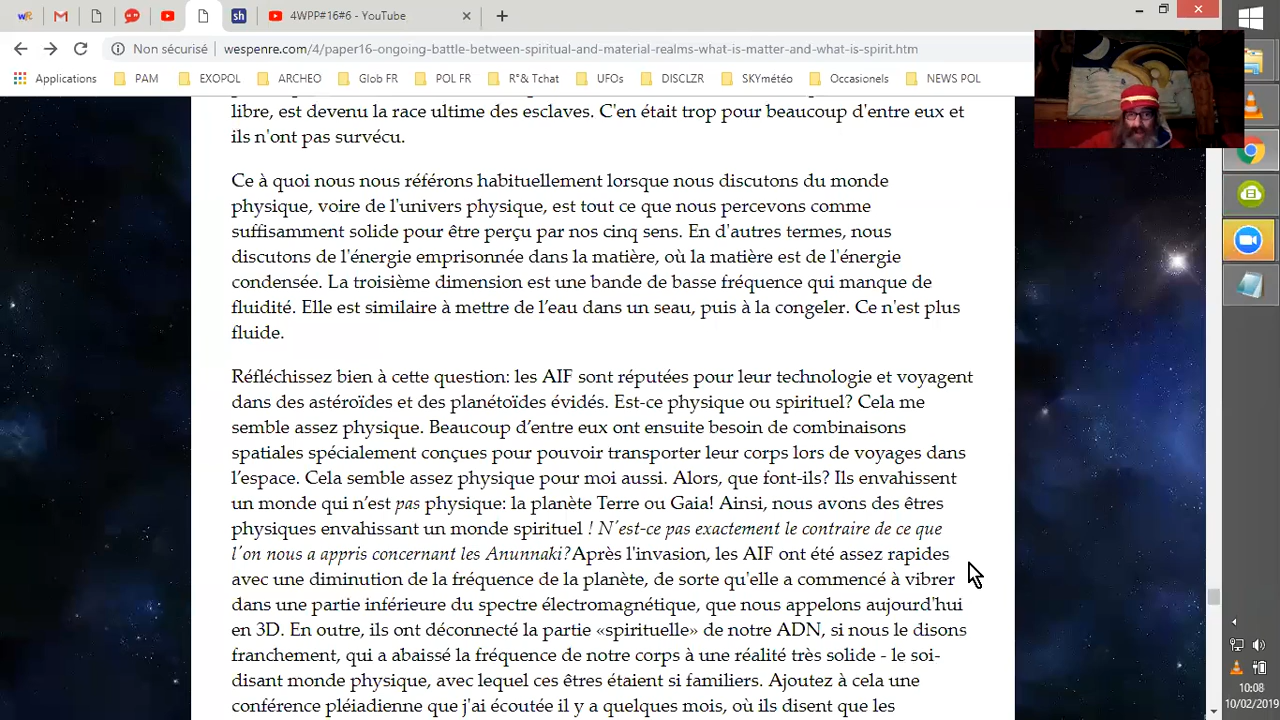 4WPP#16#6 - YouTube
Non sécurisé | wespenre.com/4/paper16-ongoing-battle-between-spiritual-and-material-realms-what-is-matter-and-what-is-spirit.htm
Applications PAM EXOPOL ARCHEO Glob FR POL FR R°& Tchat UFOs DISCLZR SKYmétéo Occasionels NEWS POL
libre, est devenu la race ultime des esclaves. C'en était trop pour beaucoup d'entre eux et
ils n'ont pas survécu.
Ce à quoi nous nous référons habituellement lorsque nous discutons du monde
physique, voire de l'univers physique, est tout ce que nous percevons comme
suffisamment solide pour être perçu par nos cinq sens. En d'autres termes, nous
discutons de l'énergie emprisonnée dans la matière, où la matière est de l'énergie
condensée. La troisième dimension est une bande de basse fréquence qui manque de
fluidité. Elle est similaire à mettre de l'eau dans un seau, puis à la congeler. Ce n'est plus
fluide.
Réfléchissez bien à cette question: les AIF sont réputées pour leur technologie et voyagent
dans des astéroïdes et des planétoïdes évidés. Est-ce physique ou spirituel? Cela me
semble assez physique. Beaucoup d’entre eux ont ensuite besoin de combinaisons
spatiales spécialement conçues pour pouvoir transporter leur corps lors de voyages dans
l’espace. Cela semble assez physique pour moi aussi. Alors, que font-ils? Ils envahissent
un monde qui n’est pas physique: la planète Terre ou Gaia! Ainsi, nous avons des êtres
physiques envahissant un monde spirituel ! N'est-ce pas exactement le contraire de ce que
l'on nous a appris concernant les Anunnaki?Après l'invasion, les AIF ont été assez rapides
avec une diminution de la fréquence de la planète, de sorte qu'elle a commencé à vibrer
dans une partie inférieure du spectre électromagnétique, que nous appelons aujourd'hui
en 3D. En outre, ils ont déconnecté la partie «spirituelle» de notre ADN, si nous le disons
franchement, qui a abaissé la fréquence de notre corps à une réalité très solide - le soi-
disant monde physique, avec lequel les êtres étaient si familiers. Ajoutez à cela une
conférence pléiadienne que j'ai écoutée il y a quelques mois, où ils disent que les
10:08
10/02/2019